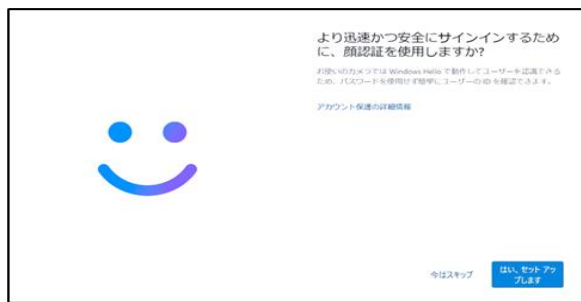 より迅速かつ安全にサインインするため
に、顔認証を使用しますか?
お使いのカメラでは Windows Hello で動作してユーザーを認識できる
ため、パスワードを使用せず簡単にユーザーの ID を確認できます。
アカウント保護の詳細情報
今はスキップ
はい、セット アッ
プします